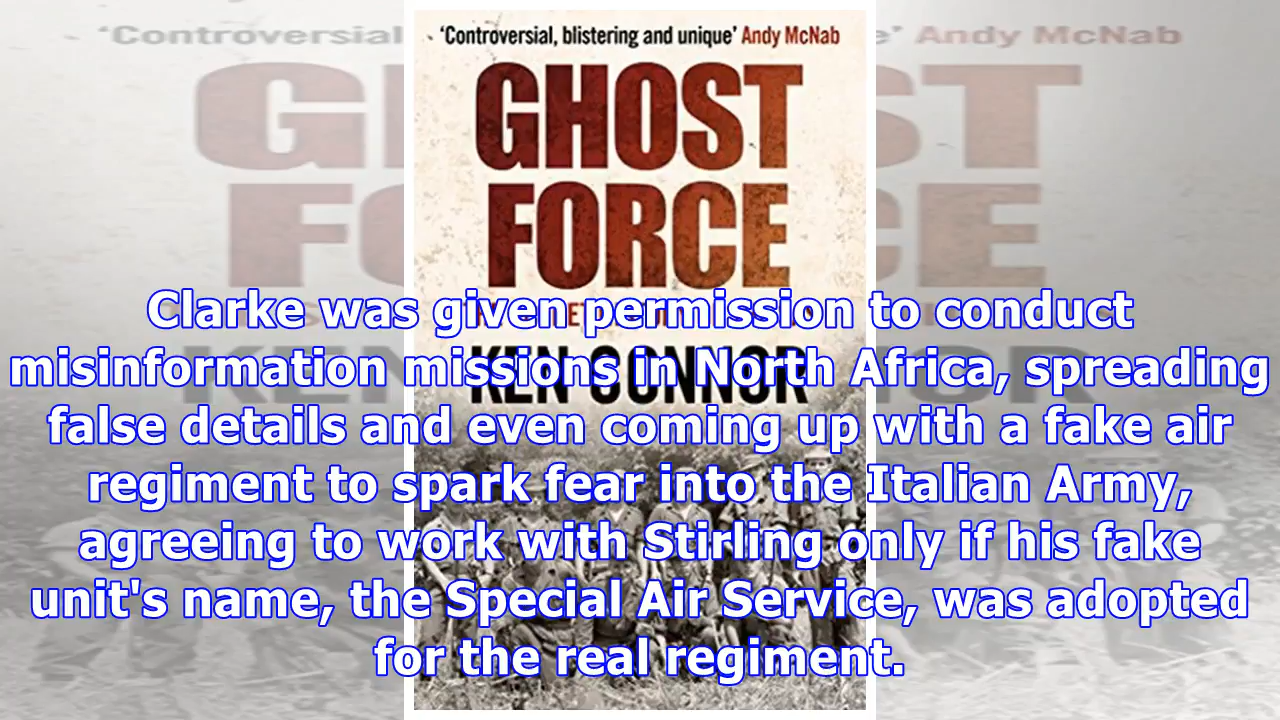 'Controversial, blistering and unique' Andy McNab
GHOST
FORCE
KEN CONNOR
Clarke was given permission to conduct
misinformation missions in North Africa, spreading
false details and even coming up with a fake air
regiment to spark fear into the Italian Army,
agreeing to work with Stirling only if his fake
unit's name, the Special Air Service, was adopted
for the real regiment.